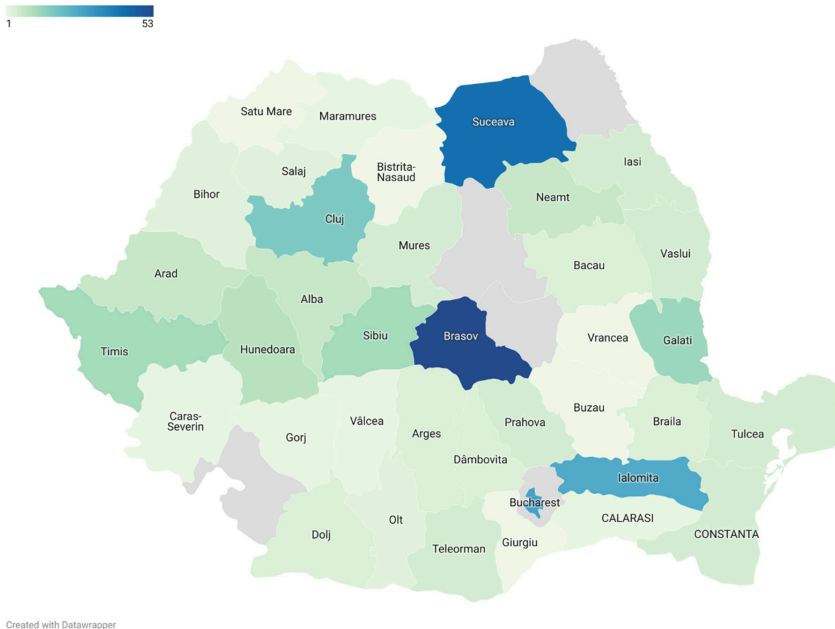 1 53
Suceava
Satu Mare
Maramures
Iasi
Bistrita-
Nasaud
Salaj
Bihor
Neamt
Cluj
Mures
Vaslui
Bacau
Arad
Alba
Brasov
Sibiu
Vrancea
Galati
Timis
Hunedoara
Buzau
Caras-
Severin
Vâlcea
Prahova
Braila
Gorj
Arges
Tulcea
Dâmbovita
Ialomita
Bucharest
Olt
CALARASI
Dolj
CONSTANTA
Giurgiu
Teleorman
Created with Datawrapper